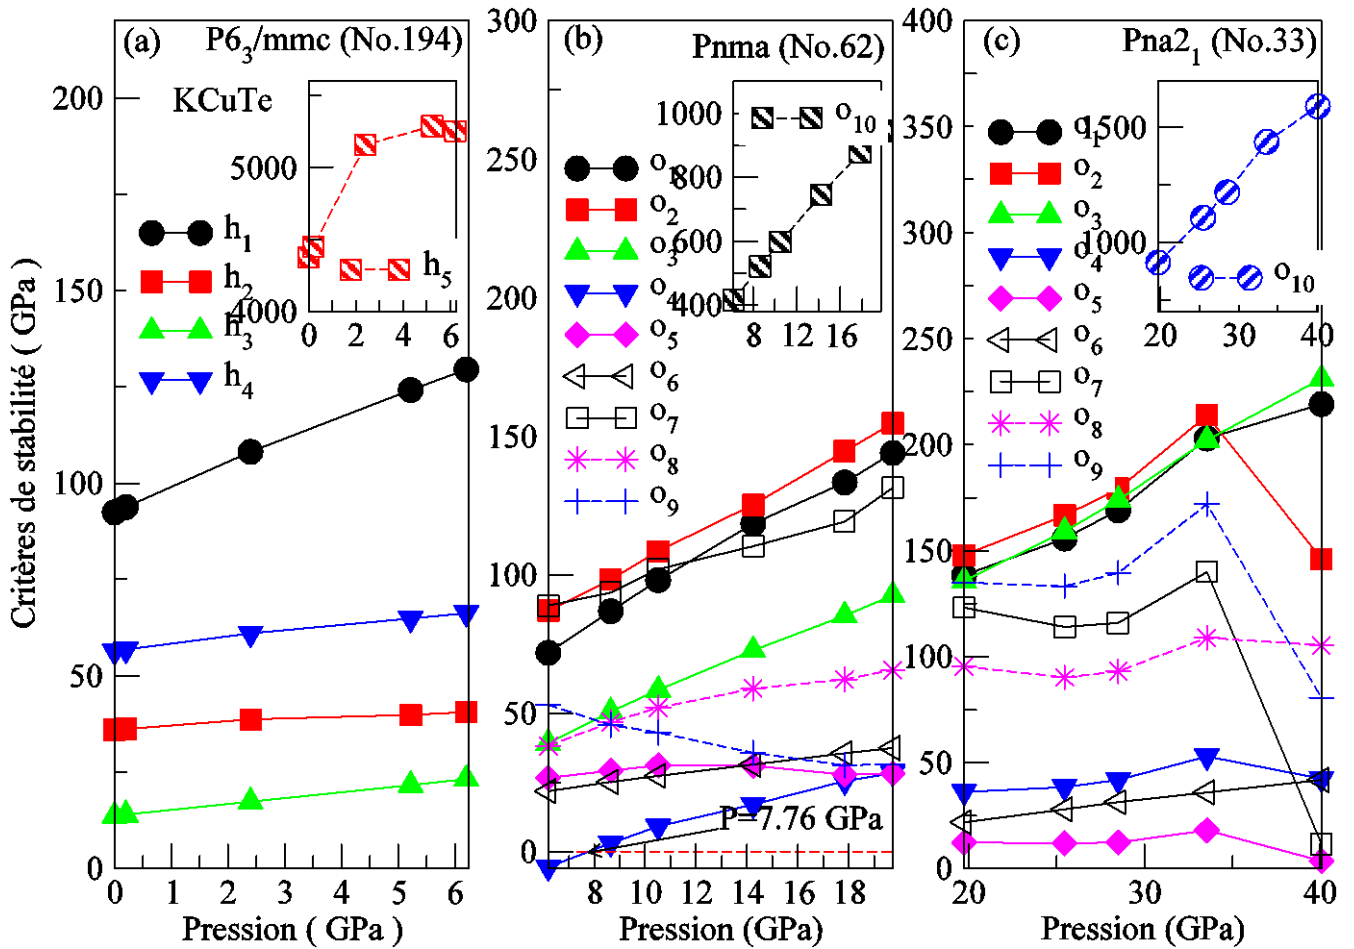 Critères de stabilité ( GPa)
(a)
P6₃/mmc (No.194)
KCuTe
h₁
h₂
h₃
h₄
5000
4000
h₅
0 2 4 6
200
150
100
50
0
0 1 2 3 4 5 6
Pression ( GPa)
(b)
Pnma (No.62)
o₁
o₂
o₃
o₄
o₅
o₆
o₇
o₈
o₉
1000
800
600
400
o₁₀
8 12 16
P=7.76 GPa
300
250
200
150
100
50
0
8 10 12 14 16 18
Pression (GPa)
(c)
Pna2₁ (No.33)
o₁
o₂
o₃
o₄
o₅
o₆
o₇
o₈
o₉
1500
1000
o₁₀
20 25 30 35 40
400
350
300
250
200
150
100
50
0
20 30 40
Pression (GPa)